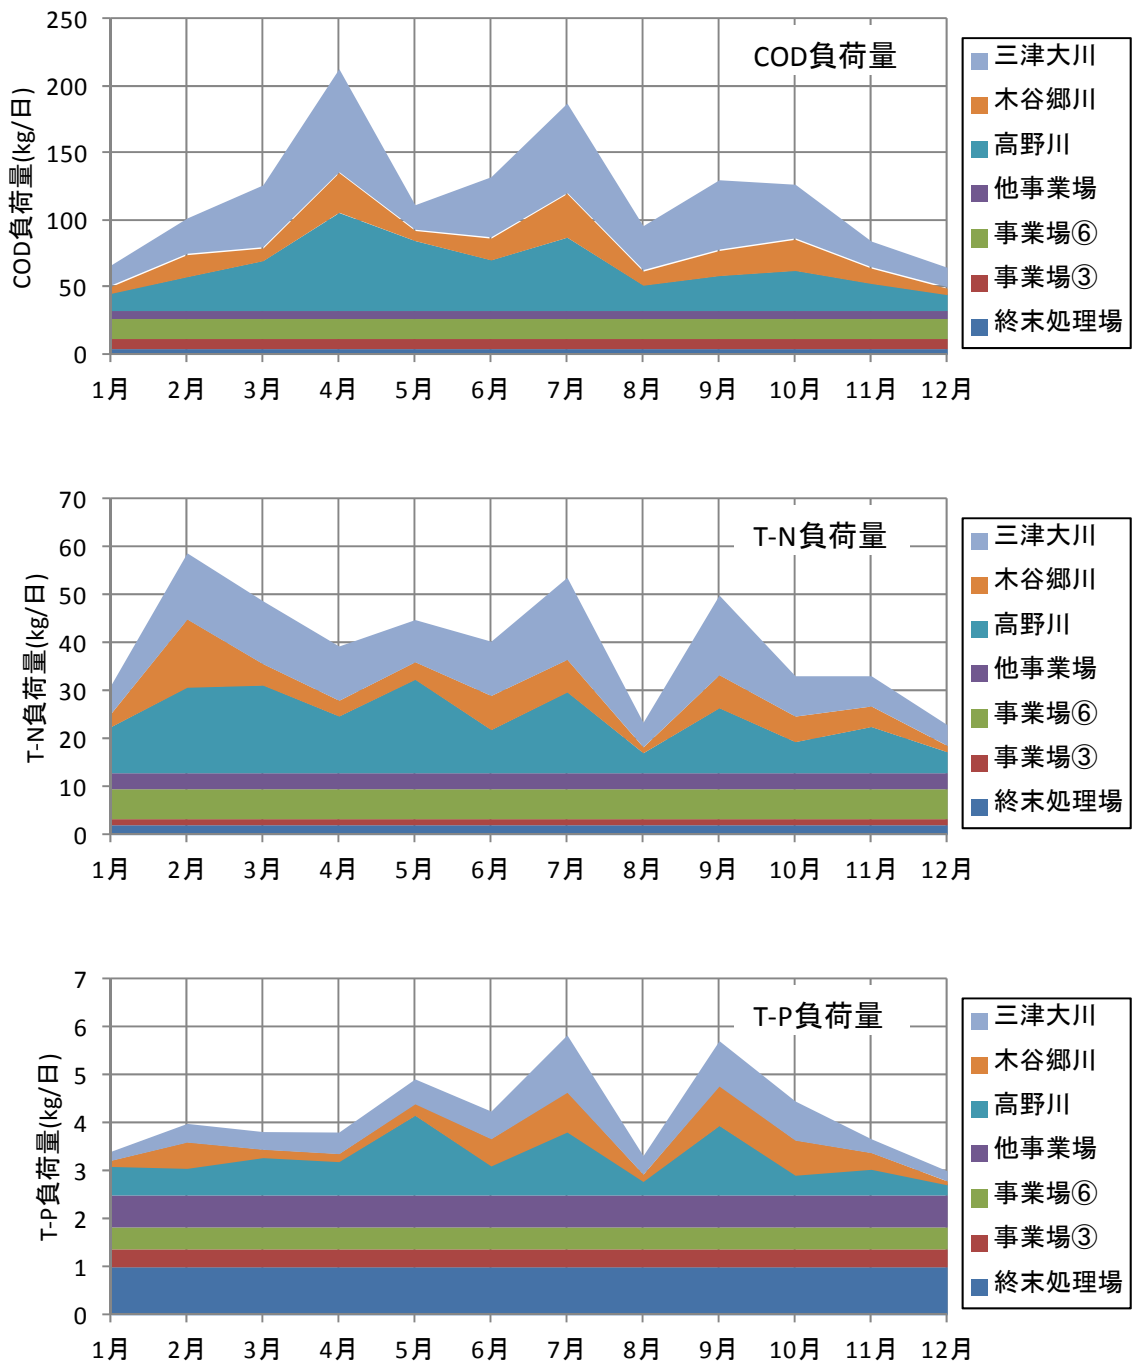 COD負荷量
COD負荷量(kg/日)
250
200
150
100
50
0
1月 2月 3月 4月 5月 6月 7月 8月 9月 10月 11月 12月
三津大川
木谷郷川
高野川
他事業場
事業場⑥
事業場③
終末処理場
T-N負荷量
T-N負荷量(kg/日)
70
60
50
40
30
20
10
0
1月 2月 3月 4月 5月 6月 7月 8月 9月 10月 11月 12月
三津大川
木谷郷川
高野川
他事業場
事業場⑥
事業場③
終末処理場
T-P負荷量
T-P負荷量(kg/日)
7
6
5
4
3
2
1
0
1月 2月 3月 4月 5月 6月 7月 8月 9月 10月 11月 12月
三津大川
木谷郷川
高野川
他事業場
事業場⑥
事業場③
終末処理場